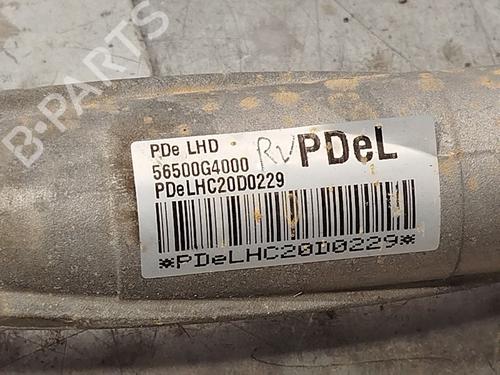 B-PARTS
PDe LHD
56500G4000
RV
PDeL
PDeLHC20D0229
*PDeLHC20D0229*